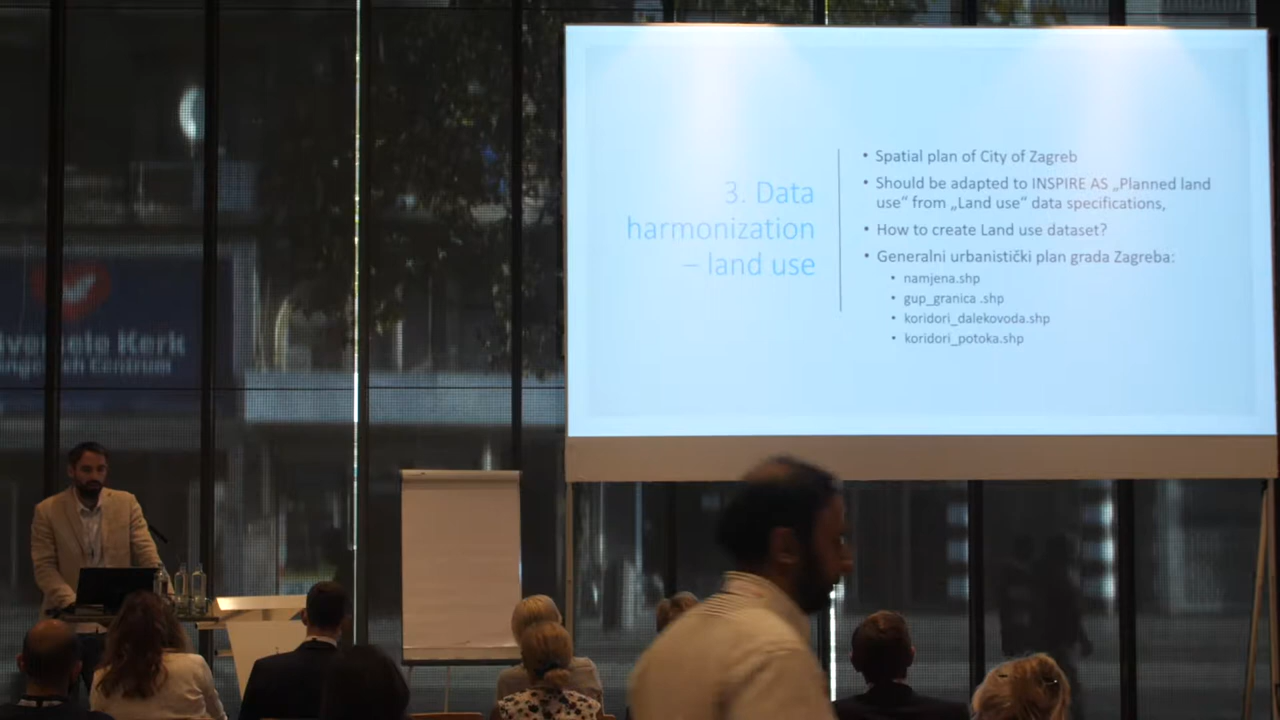 3. Data
harmonization
– land use
• Spatial plan of City of Zagreb
• Should be adapted to INSPIRE AS „Planned land
use“ from „Land use“ data specifications,
• How to create Land use dataset?
• Generalni urbanistički plan grada Zagreba:
• namjena.shp
• gup_granica .shp
• koridori_dalekovoda.shp
• koridori_potoka.shp
Kerk
Centrum